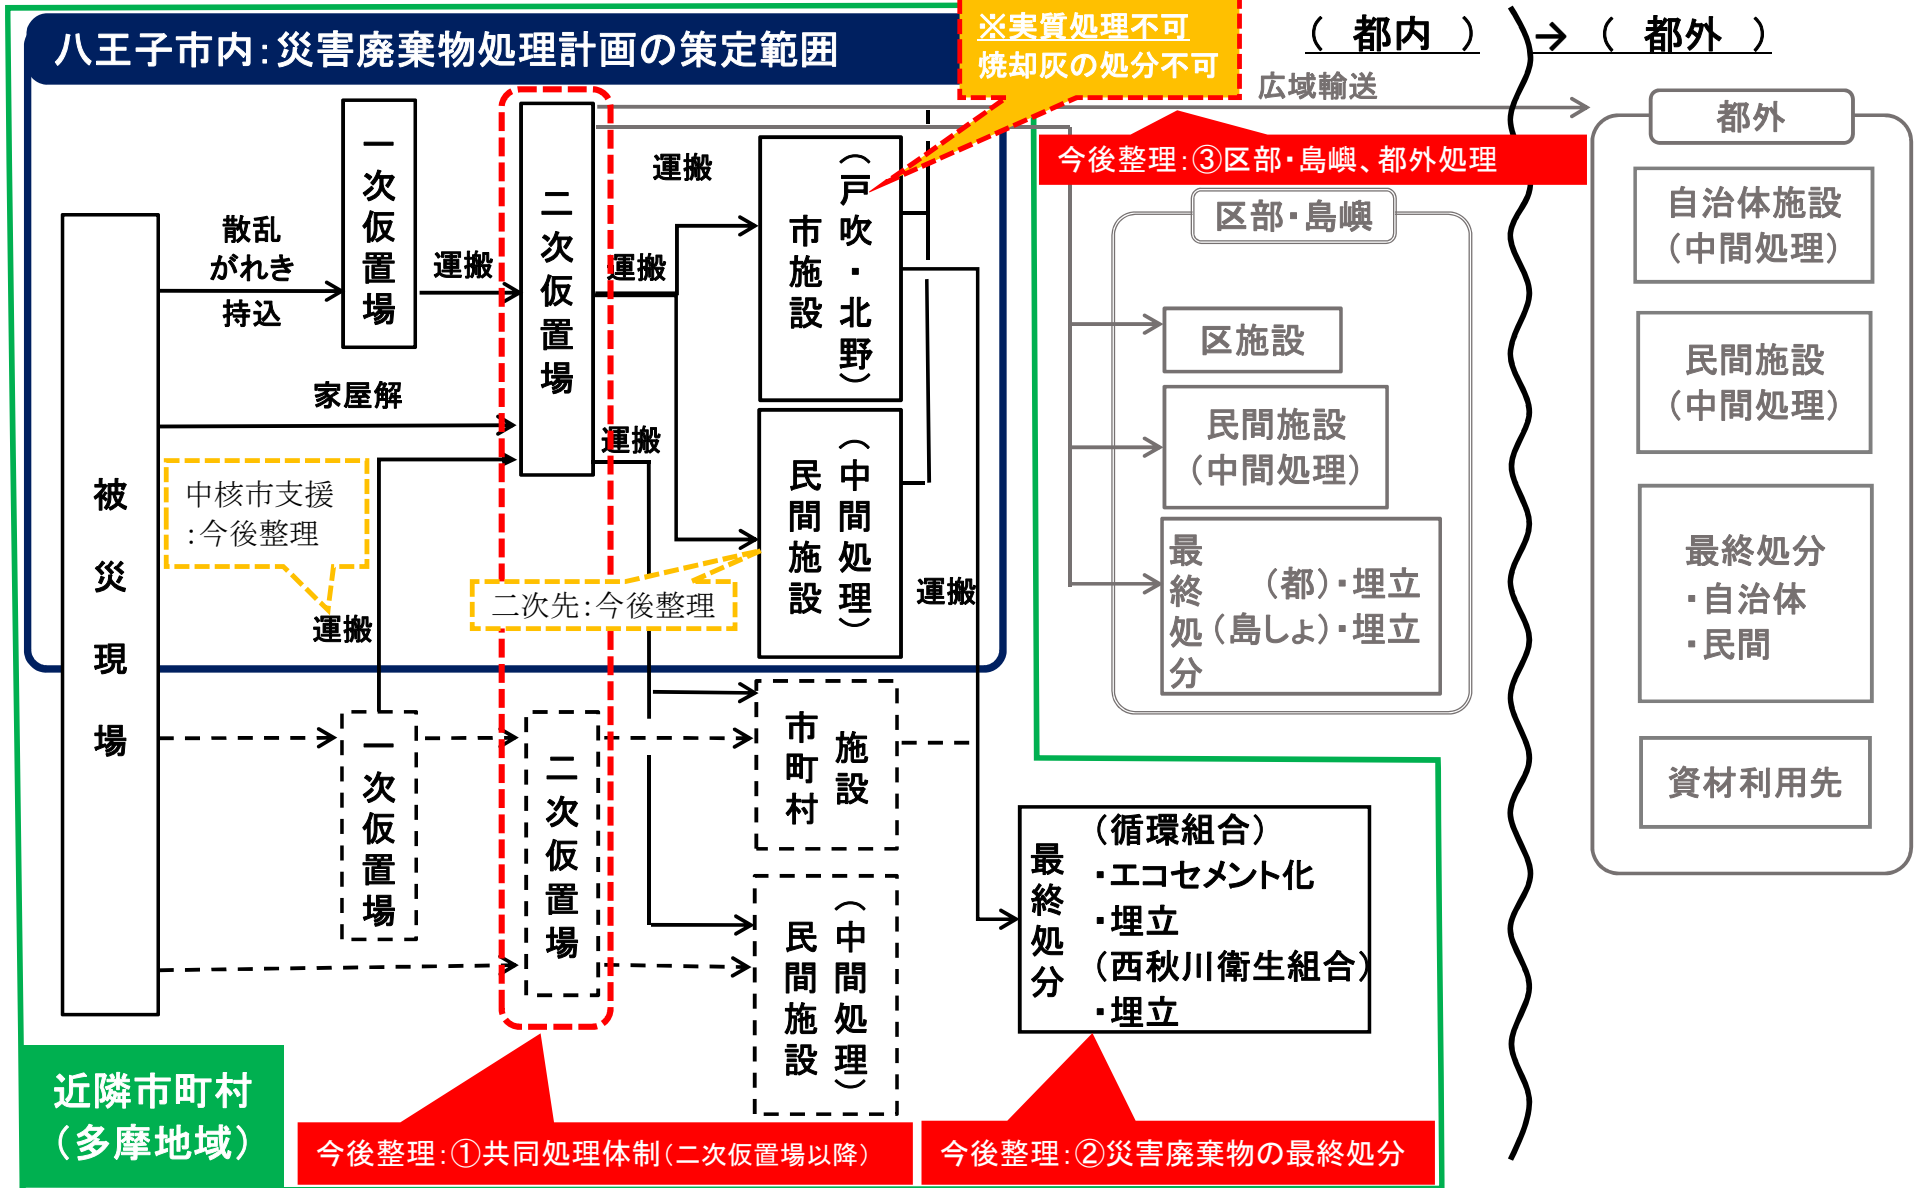 八王子市内：災害廃棄物処理計画の策定範囲
※実質処理不可
焼却灰の処分不可
（　都内　）
→
（　都外　）
広域輸送
今後整理：③区部・島嶼、都外処理
被災現場
散乱
がれき
持込
一次仮置場
運搬
二次仮置場
運搬
運搬
市施設
（戸吹・北野）
家屋解
運搬
民間施設
（中間処理）
中核市支援
：今後整理
運搬
二次先：今後整理
運搬
一次仮置場
二次仮置場
市町村
施設
民間施設
（中間処理）
区部・島嶼
区施設
民間施設
（中間処理）
最終処分
（都）・埋立
（島しょ）・埋立
都外
自治体施設
（中間処理）
民間施設
（中間処理）
最終処分
・自治体
・民間
資材利用先
最終処分
（循環組合）
・エコセメント化
・埋立
（西秋川衛生組合）
・埋立
近隣市町村
（多摩地域）
今後整理：①共同処理体制（二次仮置場以降）
今後整理：②災害廃棄物の最終処分